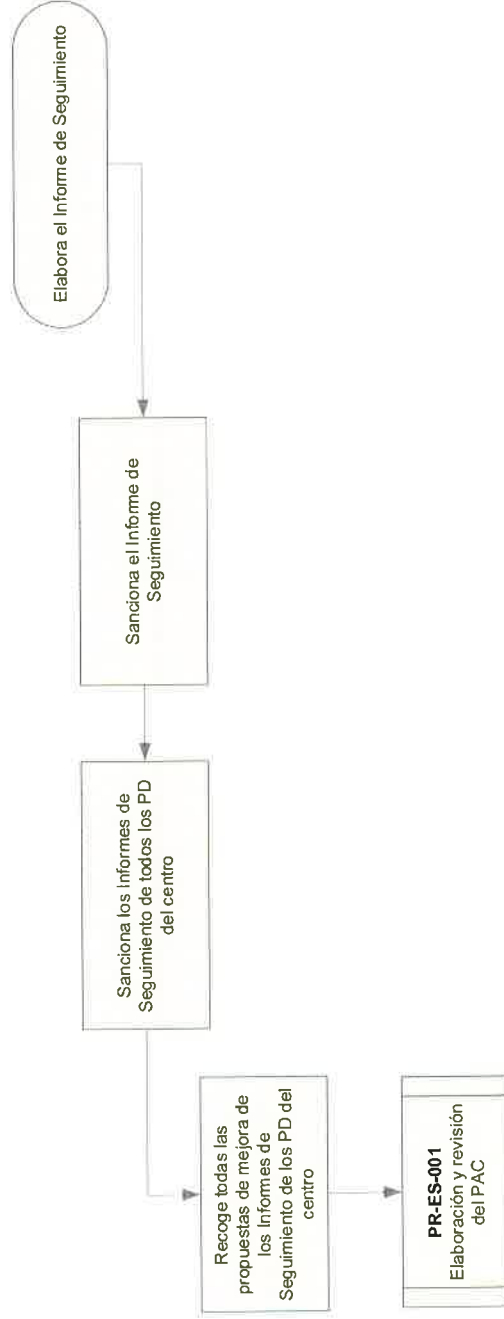 Elabora el Informe de Seguimiento
Sanciona el Informe de
Seguimiento
Sanciona los Informes de
Seguimiento de todos los PD
del centro
Recoge todas las
propuestas de mejora de
los Informes de
Seguimiento de los PD del
centro
PR-ES-001
Elaboración y revisión
del PAC